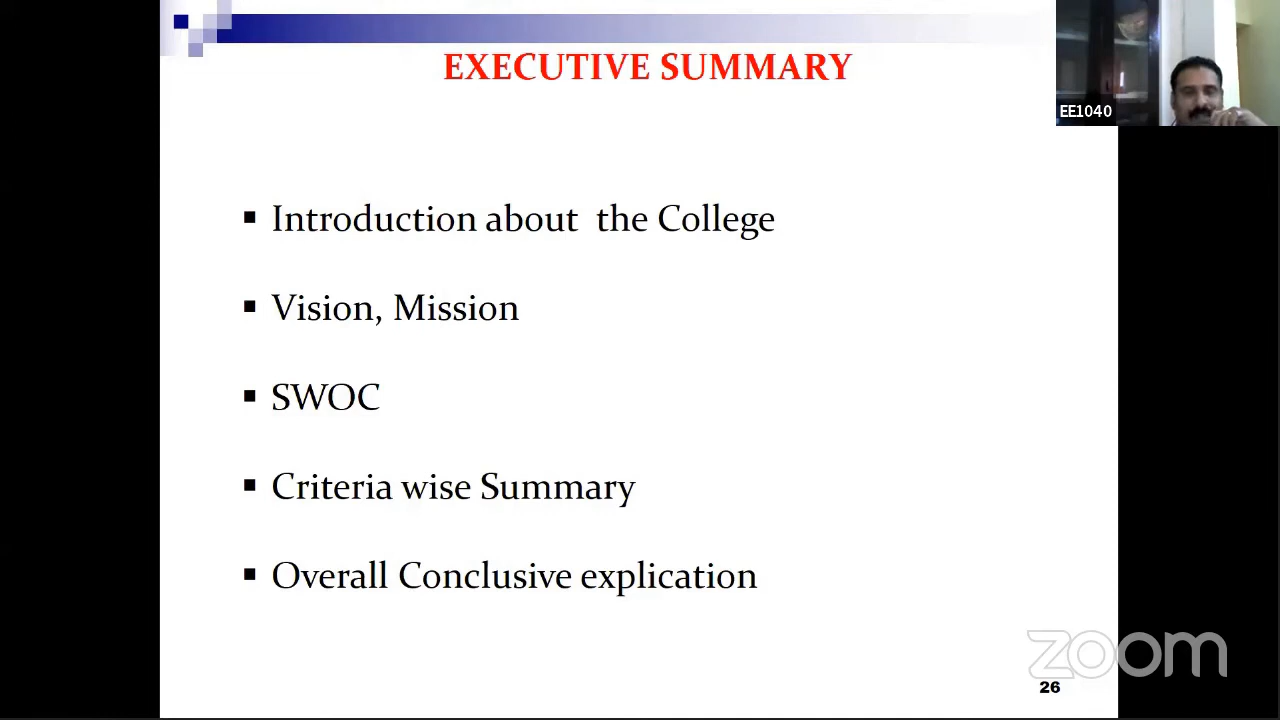 EXECUTIVE SUMMARY
EE1040
Introduction about the College
Vision, Mission
SWOC
Criteria wise Summary
Overall Conclusive explication
zoom
26